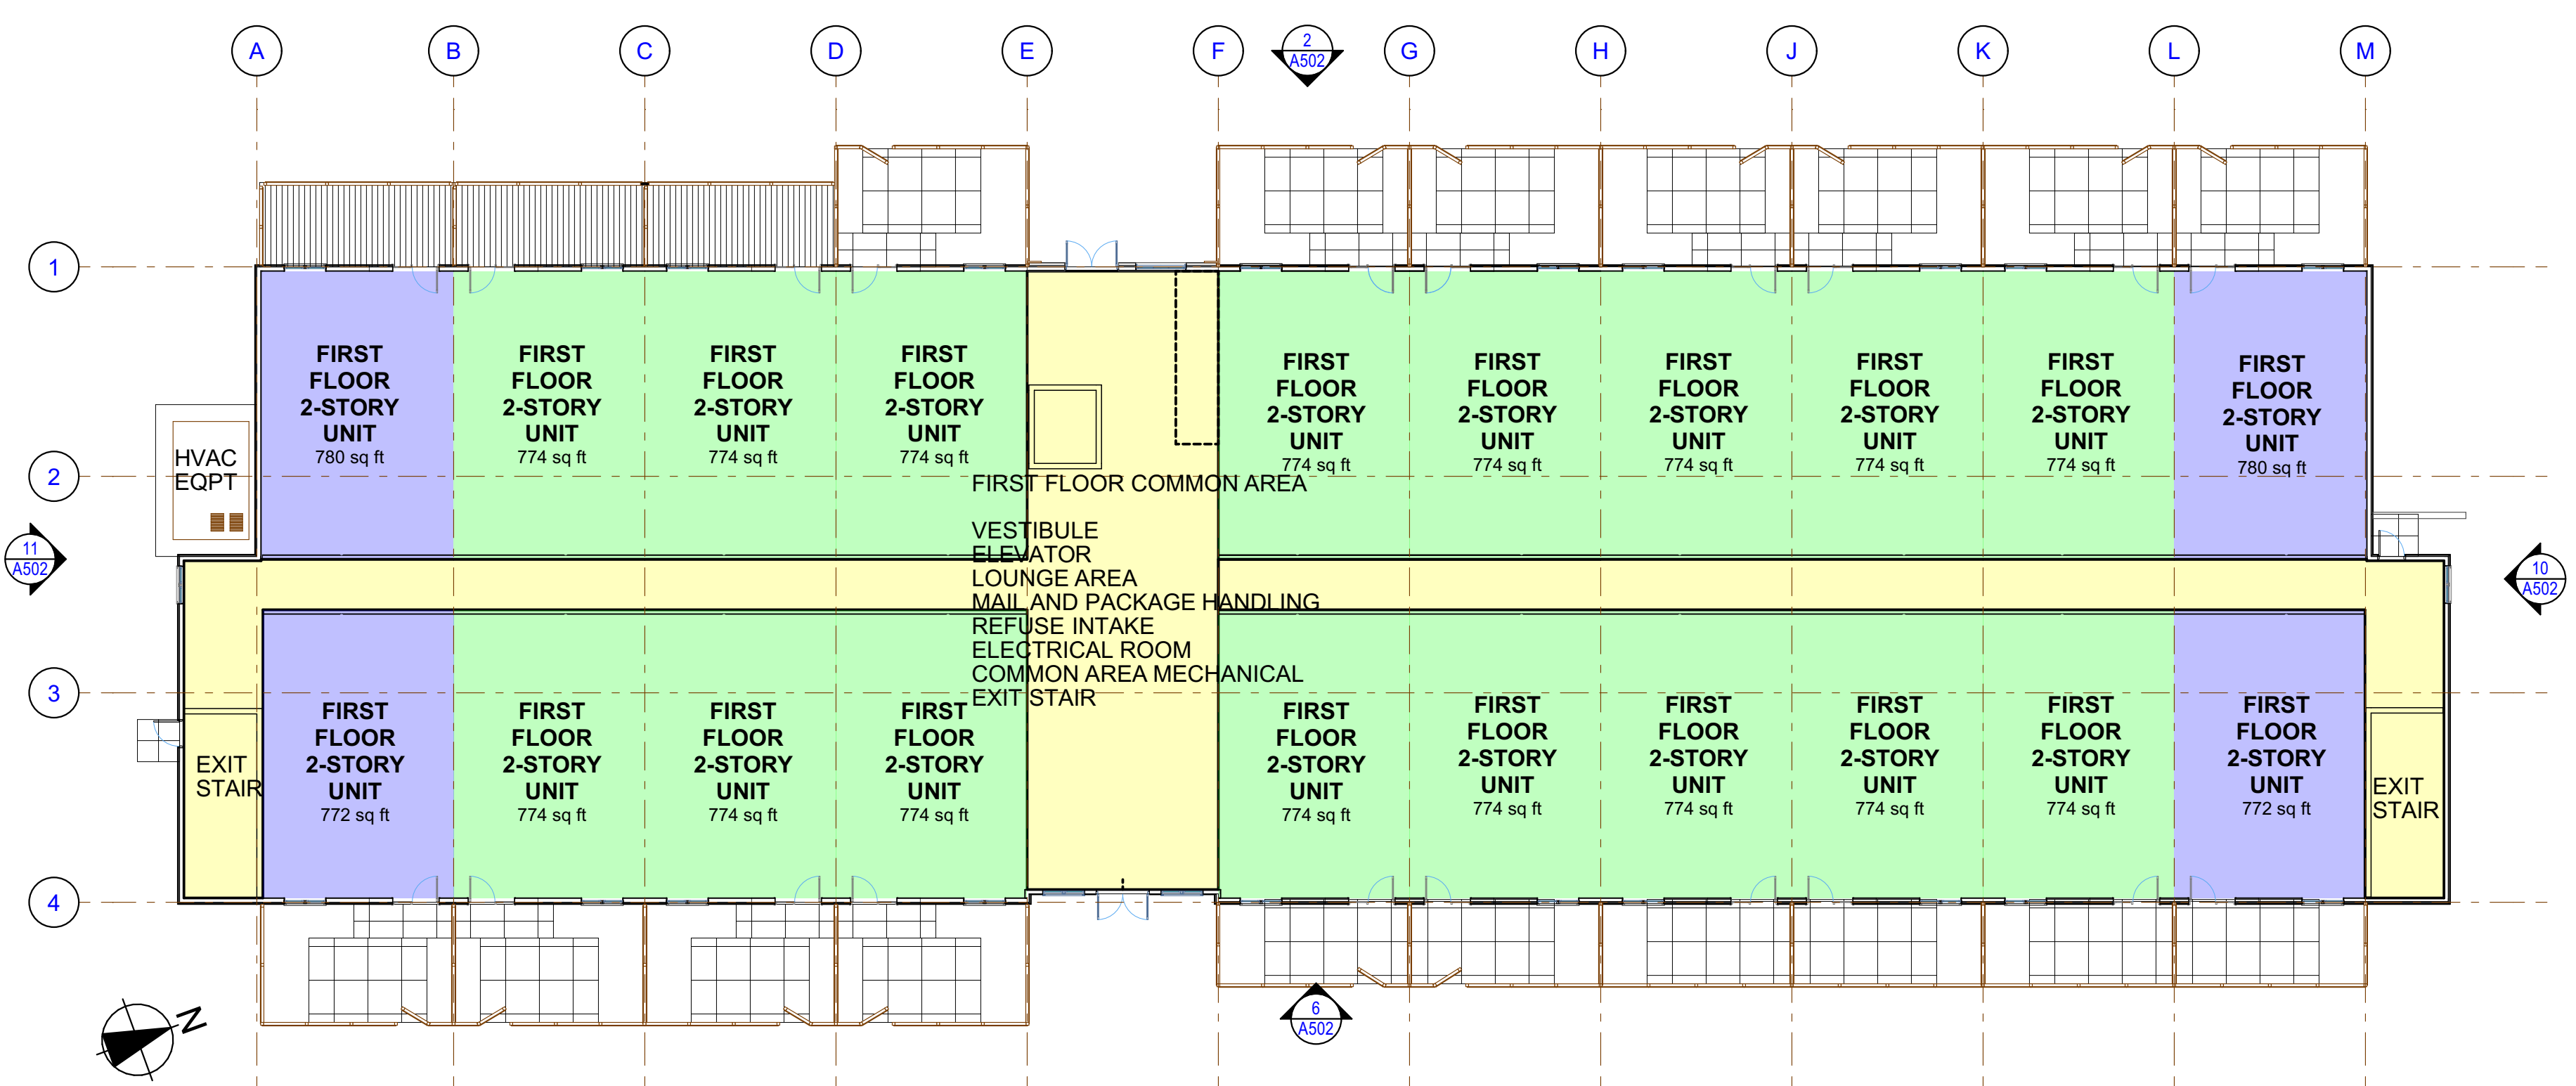 A B C D E F G H J K L M
2
A502
1
FIRST
FLOOR
2-STORY
UNIT
780 sq ft
FIRST
FLOOR
2-STORY
UNIT
774 sq ft
FIRST
FLOOR
2-STORY
UNIT
774 sq ft
FIRST
FLOOR
2-STORY
UNIT
774 sq ft
FIRST
FLOOR
2-STORY
UNIT
774 sq ft
FIRST
FLOOR
2-STORY
UNIT
774 sq ft
FIRST
FLOOR
2-STORY
UNIT
774 sq ft
FIRST
FLOOR
2-STORY
UNIT
774 sq ft
FIRST
FLOOR
2-STORY
UNIT
774 sq ft
FIRST
FLOOR
2-STORY
UNIT
780 sq ft
2
HVAC
EQPT
FIRST FLOOR COMMON AREA
VESTIBULE
ELEVATOR
LOUNGE AREA
MAIL AND PACKAGE HANDLING
REFUSE INTAKE
ELECTRICAL ROOM
COMMON AREA MECHANICAL
EXIT STAIR
11
A502
10
A502
3
EXIT
STAIR
FIRST
FLOOR
2-STORY
UNIT
772 sq ft
FIRST
FLOOR
2-STORY
UNIT
774 sq ft
FIRST
FLOOR
2-STORY
UNIT
774 sq ft
FIRST
FLOOR
2-STORY
UNIT
774 sq ft
FIRST
FLOOR
2-STORY
UNIT
774 sq ft
FIRST
FLOOR
2-STORY
UNIT
774 sq ft
FIRST
FLOOR
2-STORY
UNIT
774 sq ft
FIRST
FLOOR
2-STORY
UNIT
774 sq ft
FIRST
FLOOR
2-STORY
UNIT
774 sq ft
FIRST
FLOOR
2-STORY
UNIT
772 sq ft
EXIT
STAIR
4
6
A502
N